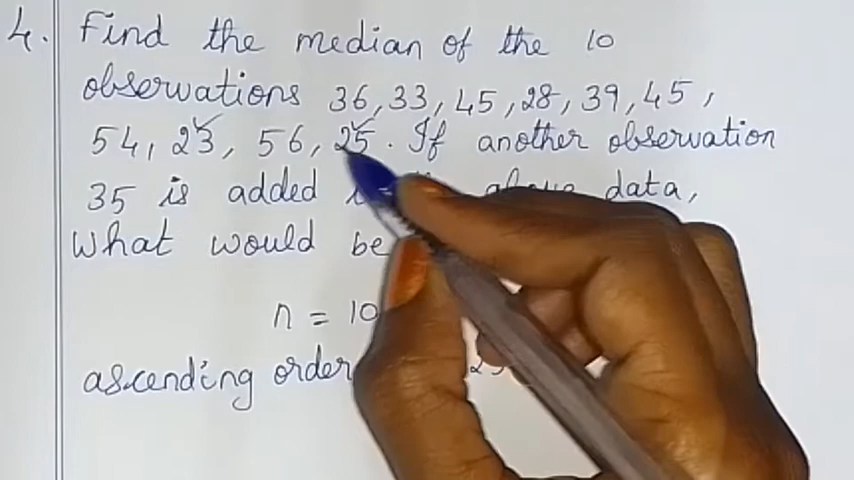 4. Find the median of the 10
observations 36, 33, 45, 28, 39, 45,
54, 23, 56, 25. If another observation
35 is added above data,
What would be
n = 10
ascending order